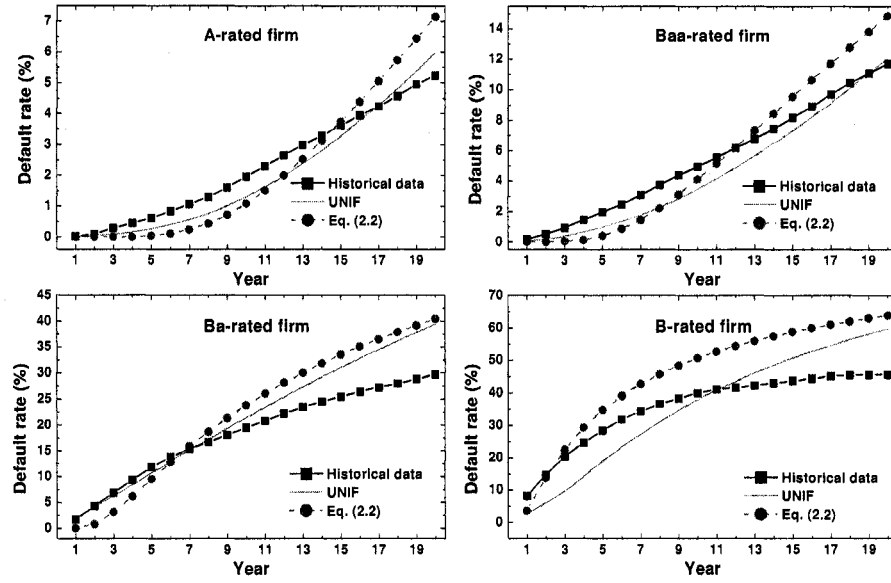 A-rated firm
Default rate (%)
7
6
5
4
3
2
1
0
Historical data
UNIF
Eq. (2.2)
1 3 5 7 9 11 13 15 17 19
Year
Baa-rated firm
Default rate (%)
14
12
10
8
6
4
2
0
Historical data
UNIF
Eq. (2.2)
1 3 5 7 9 11 13 15 17 19
Year
Ba-rated firm
Default rate (%)
45
40
35
30
25
20
15
10
5
0
Historical data
UNIF
Eq. (2.2)
1 3 5 7 9 11 13 15 17 19
Year
B-rated firm
Default rate (%)
70
60
50
40
30
20
10
0
Historical data
UNIF
Eq. (2.2)
1 3 5 7 9 11 13 15 17 19
Year